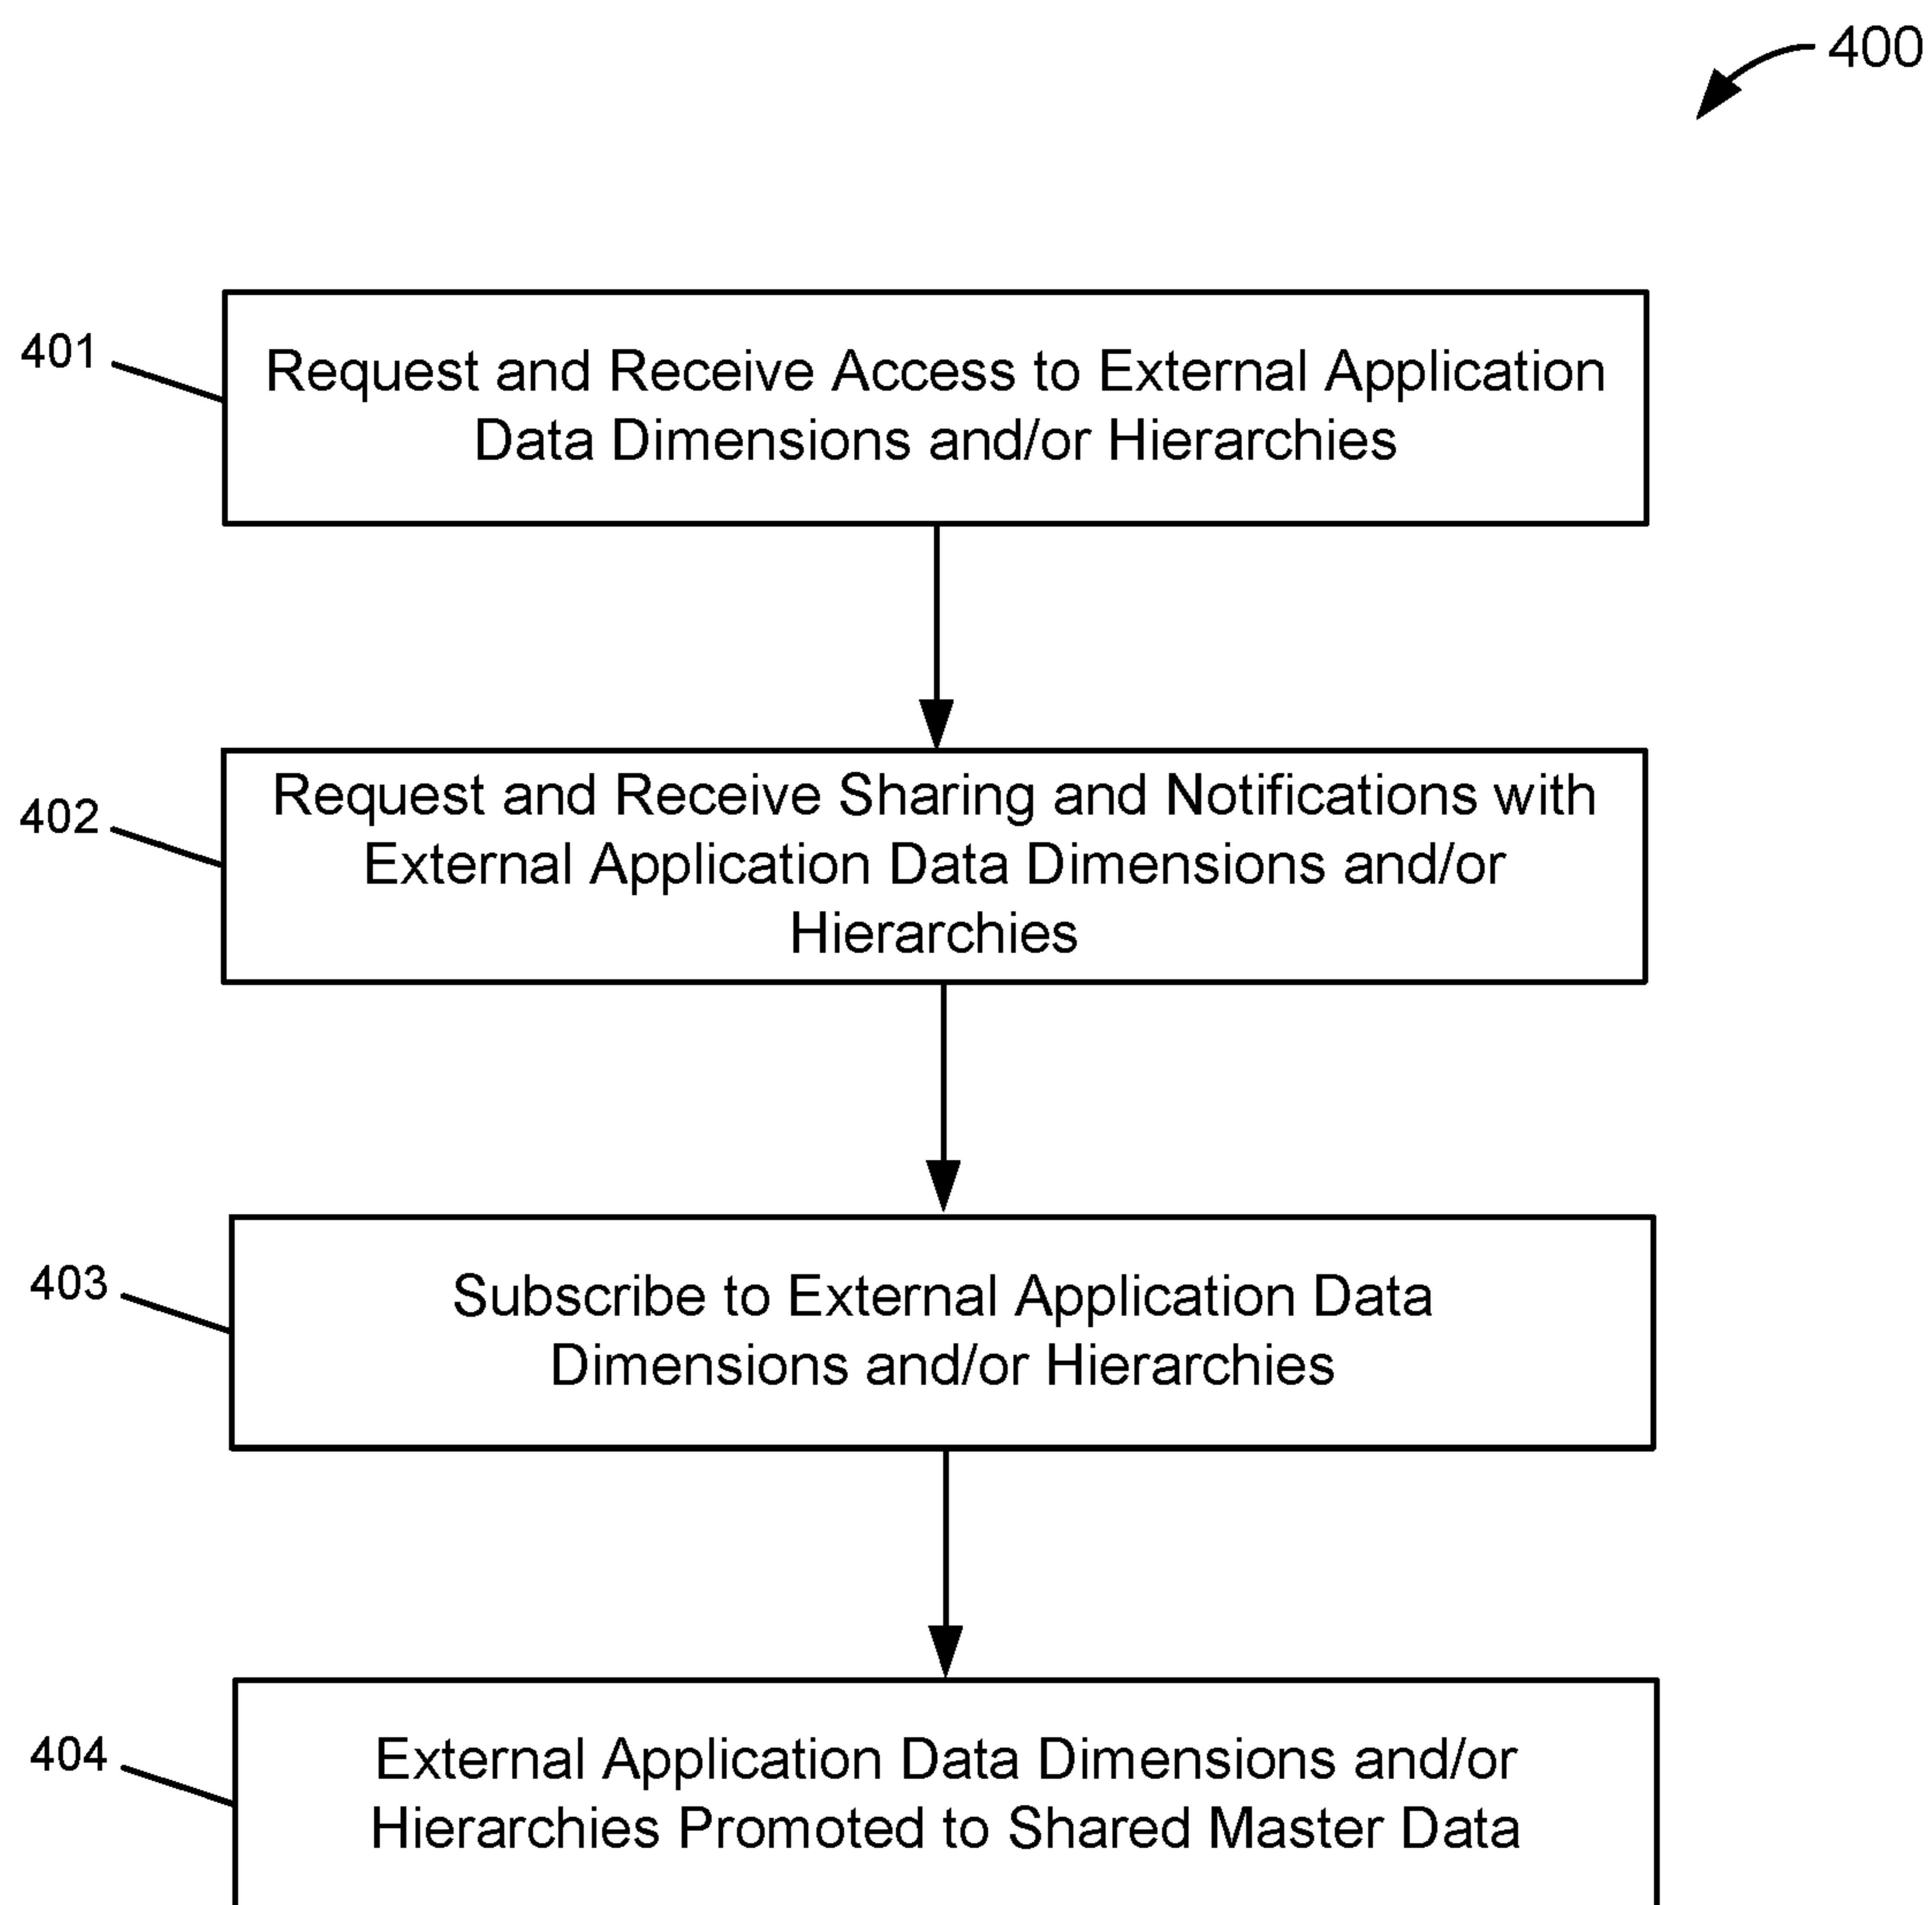 400
401
Request and Receive Access to External Application
Data Dimensions and/or Hierarchies
402
Request and Receive Sharing and Notifications with
External Application Data Dimensions and/or
Hierarchies
403
Subscribe to External Application Data
Dimensions and/or Hierarchies
404
External Application Data Dimensions and/or
Hierarchies Promoted to Shared Master Data